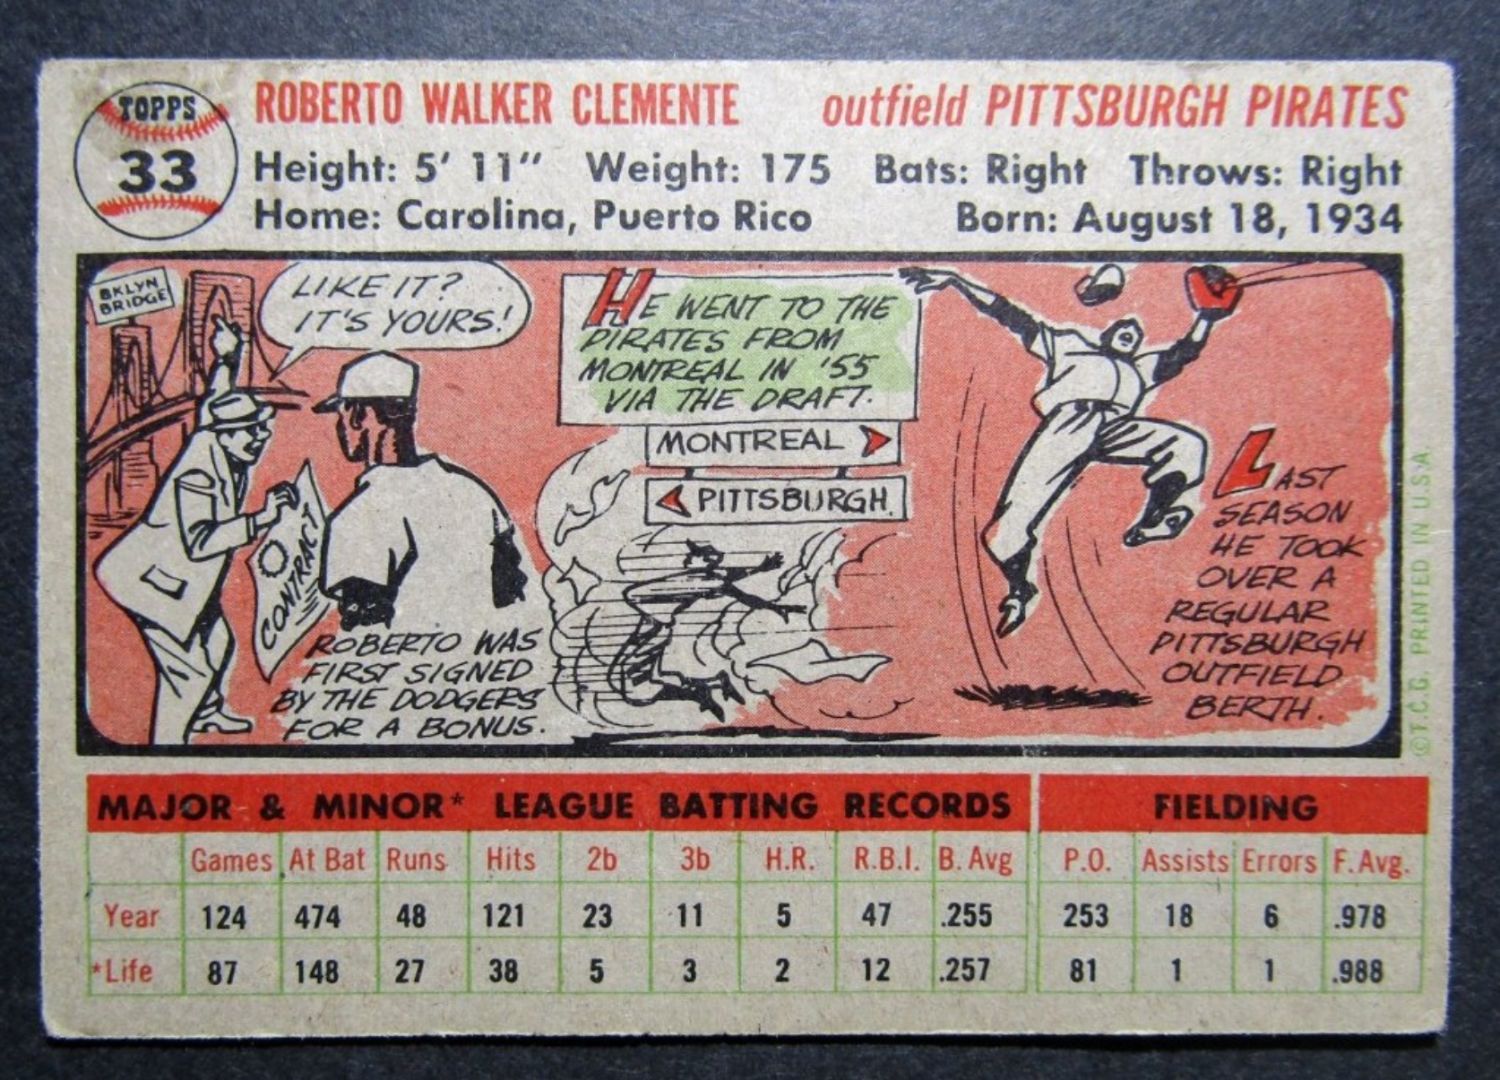 TOPPS
33
ROBERTO WALKER CLEMENTE outfield PITTSBURGH PIRATES
Height: 5' 11" Weight: 175 Bats: Right Throws: Right
Home: Carolina, Puerto Rico Born: August 18, 1934
BKLYN
BRIDGE
LIKE IT?
IT'S YOURS!
CONTRACT
ROBERTO WAS
FIRST SIGNED
BY THE DODGERS
FOR A BONUS.
HE WENT TO THE
PIRATES FROM
MONTREAL IN '55
VIA THE DRAFT.
MONTREAL
PITTSBURGH
LAST
SEASON
HE TOOK
OVER A
REGULAR
PITTSBURGH
OUTFIELD
BERTH.
©T.C.G. PRINTED IN U.S.A.
MAJOR & MINOR* LEAGUE BATTING RECORDS FIELDING
Games At Bat Runs Hits 2b 3b H.R. R.B.I. B. Avg P.O. Assists Errors F. Avg.
Year 124 474 48 121 23 11 5 47 .255 253 18 6 .978
*Life 87 148 27 38 5 3 2 12 .257 81 1 1 .988